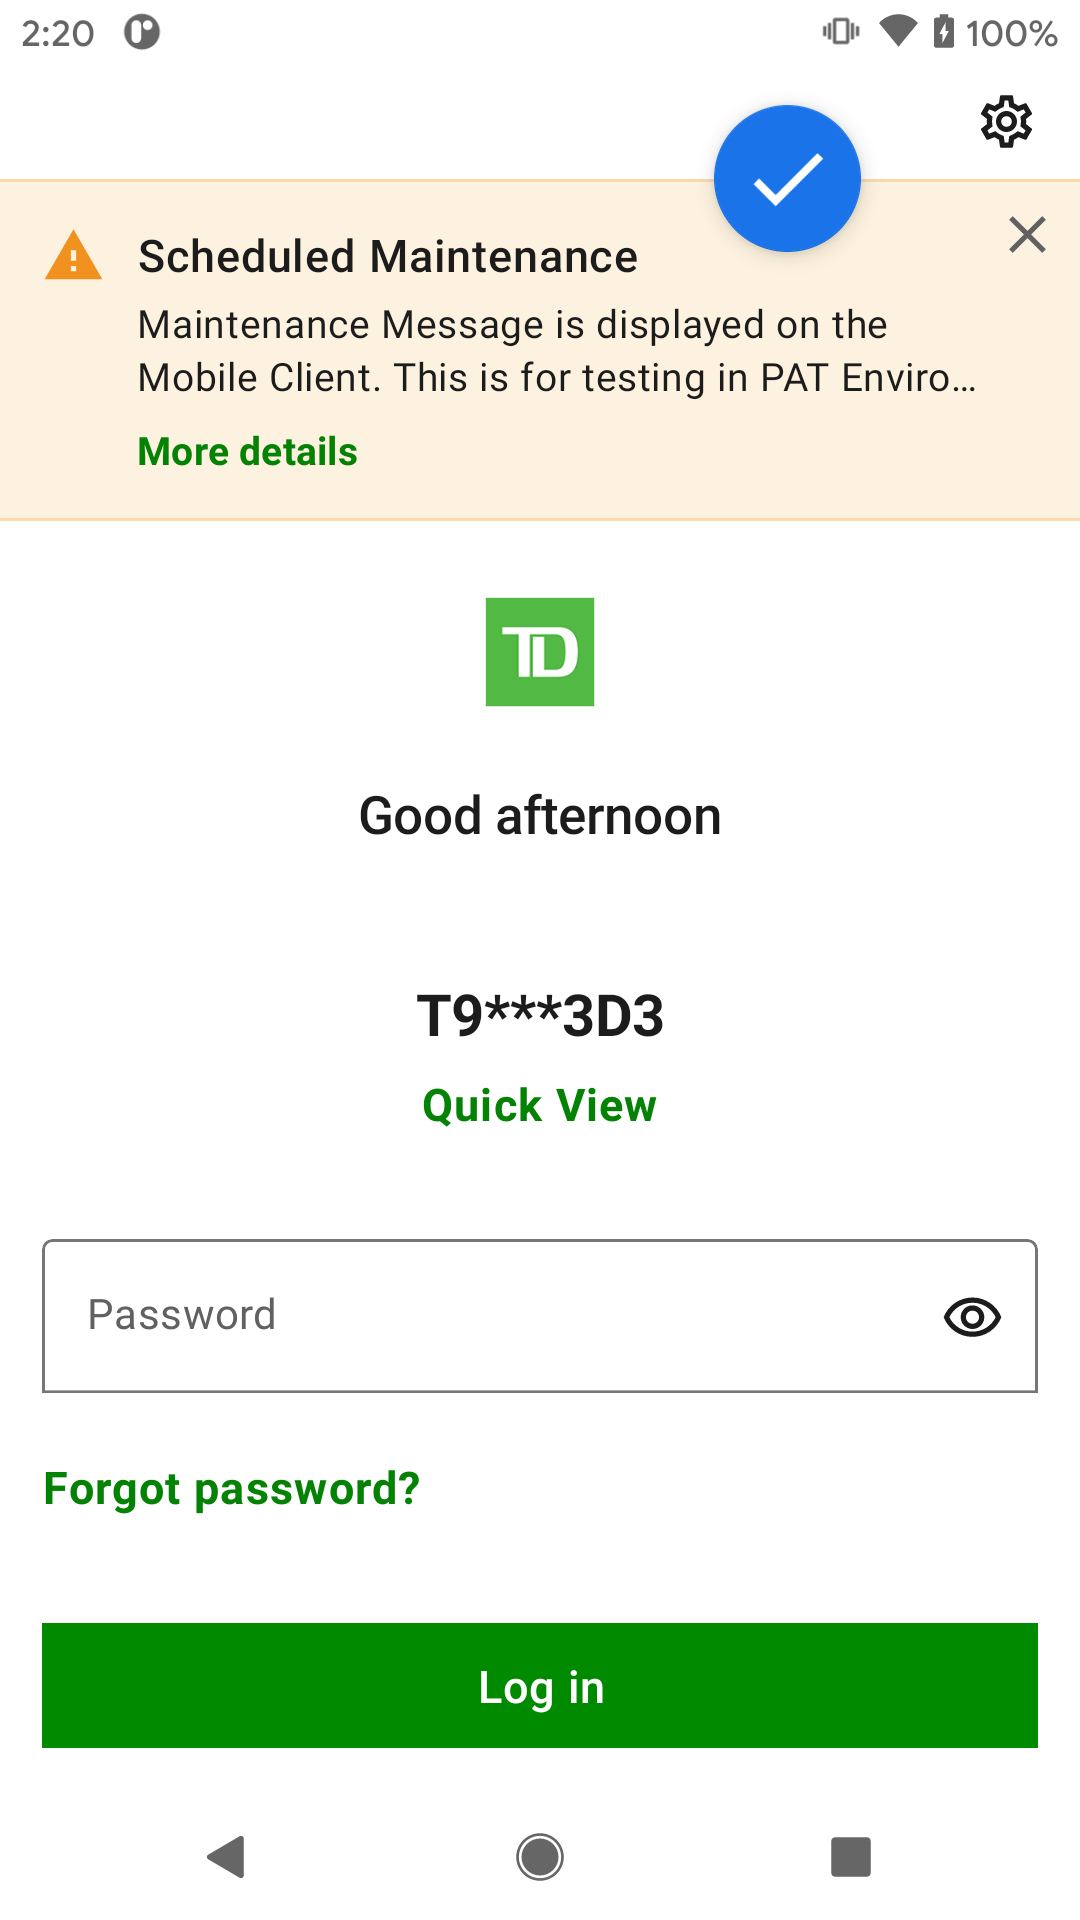 2:20
100%
Scheduled Maintenance
Maintenance Message is displayed on the
Mobile Client. This is for testing in PAT Enviro…
More details
TD
Good afternoon
T9***3D3
Quick View
Password
Forgot password?
Log in